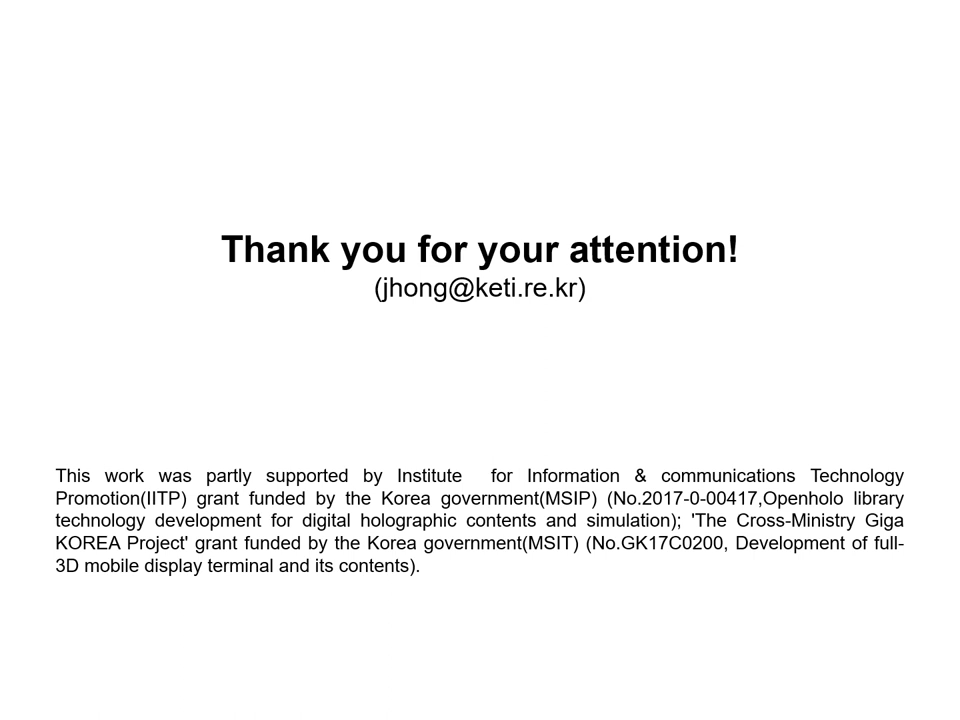 Thank you for your attention!
(jhong@keti.re.kr)
This work was partly supported by Institute for Information & communications Technology
Promotion(IITP) grant funded by the Korea government(MSIP) (No.2017-0-00417,Openholo library
technology development for digital holographic contents and simulation); 'The Cross-Ministry Giga
KOREA Project' grant funded by the Korea government(MSIT) (No.GK17C0200, Development of full-
3D mobile display terminal and its contents).